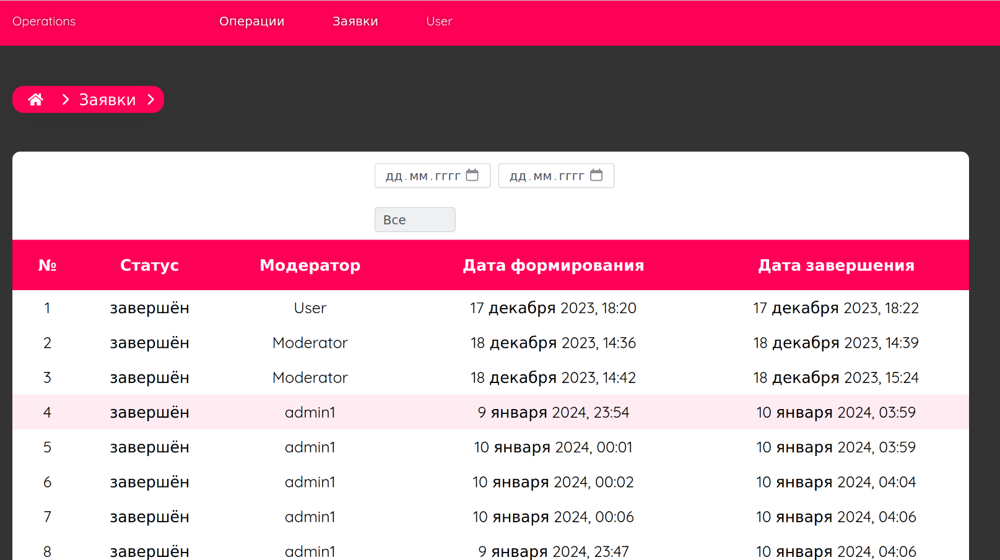 Operations Операции Заявки User
Заявки
дд.мм.гггг дд.мм.гггг
Все
№ Статус Модератор Дата формирования Дата завершения
1 завершён User 17 декабря 2023, 18:20 17 декабря 2023, 18:22
2 завершён Moderator 18 декабря 2023, 14:36 18 декабря 2023, 14:39
3 завершён Moderator 18 декабря 2023, 14:42 18 декабря 2023, 15:24
4 завершён admin1 9 января 2024, 23:54 10 января 2024, 03:59
5 завершён admin1 10 января 2024, 00:01 10 января 2024, 03:59
6 завершён admin1 10 января 2024, 00:02 10 января 2024, 04:04
7 завершён admin1 10 января 2024, 00:06 10 января 2024, 04:06
8 завершён admin1 9 января 2024, 23:47 10 января 2024, 04:06